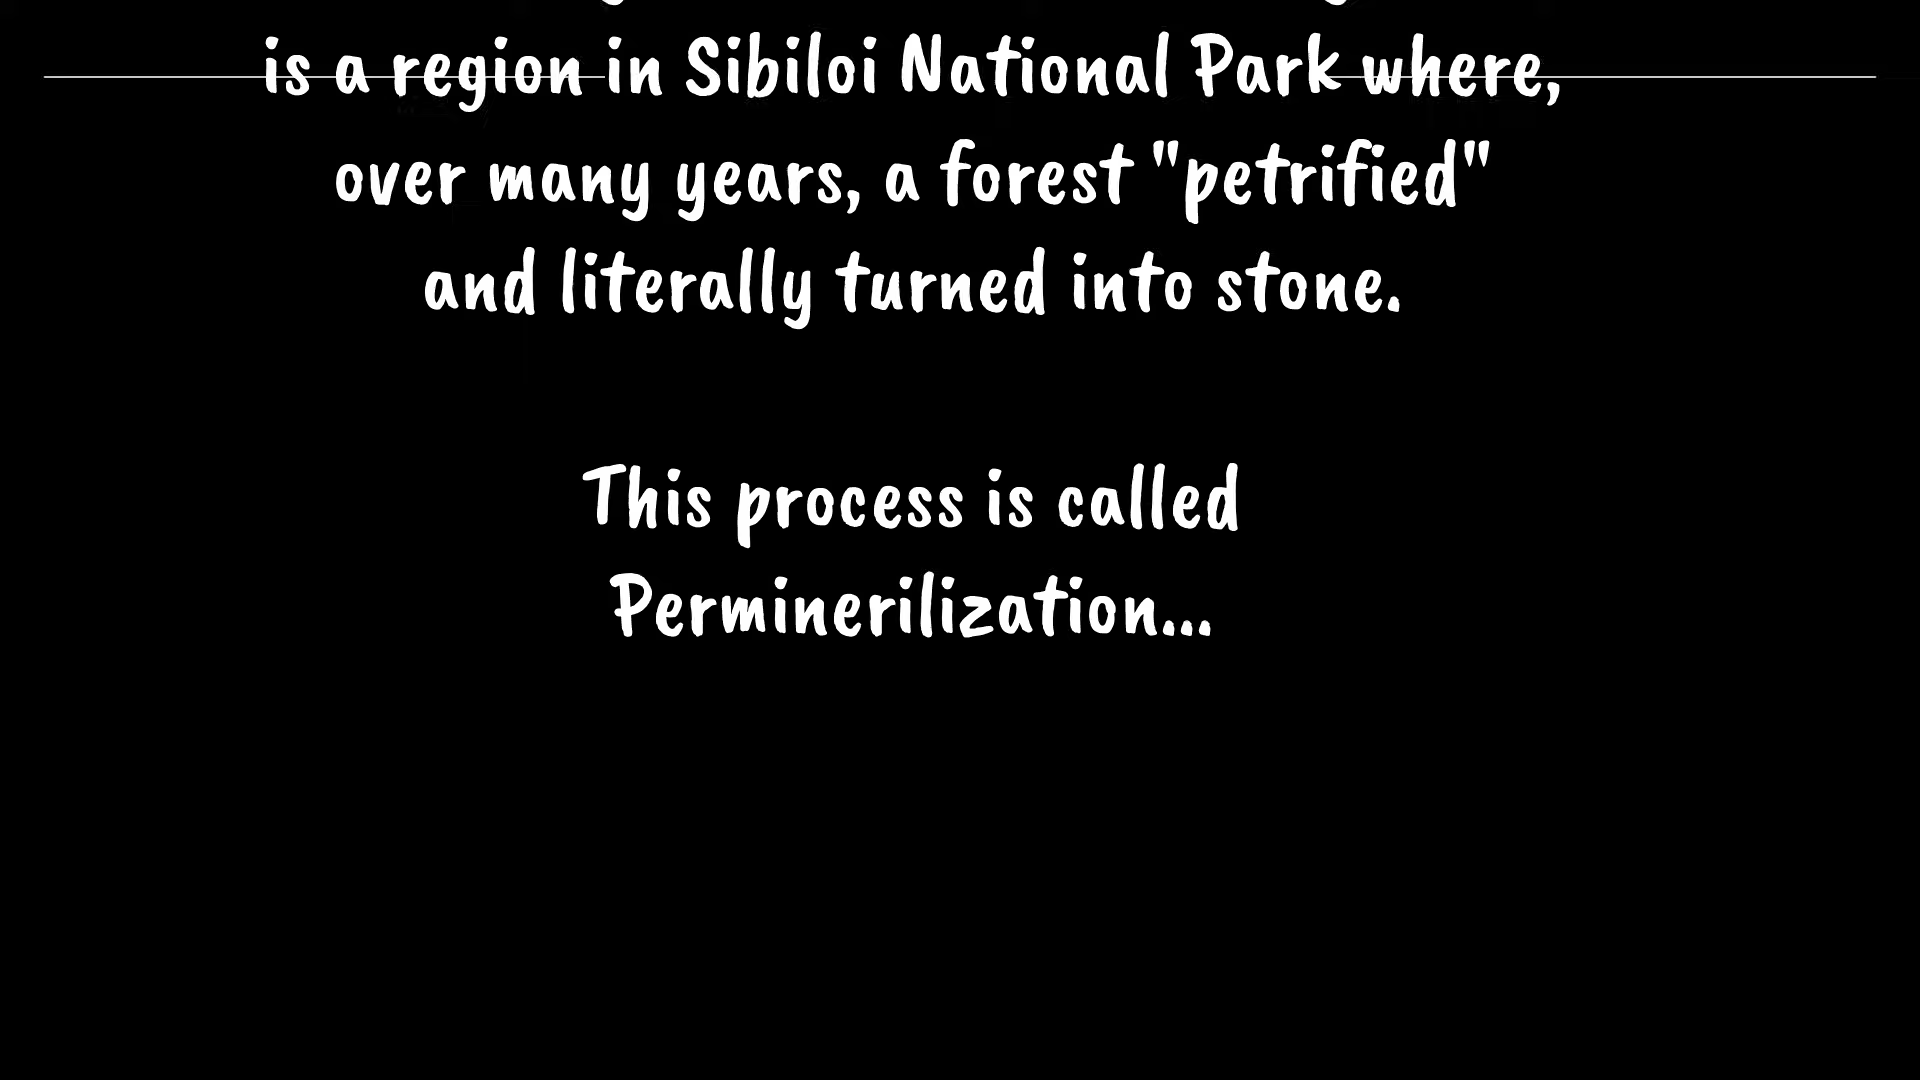 is a region in Sibiloi National Park where,
over many years, a forest "petrified"
and literally turned into stone.
This process is called
Perminerilization...